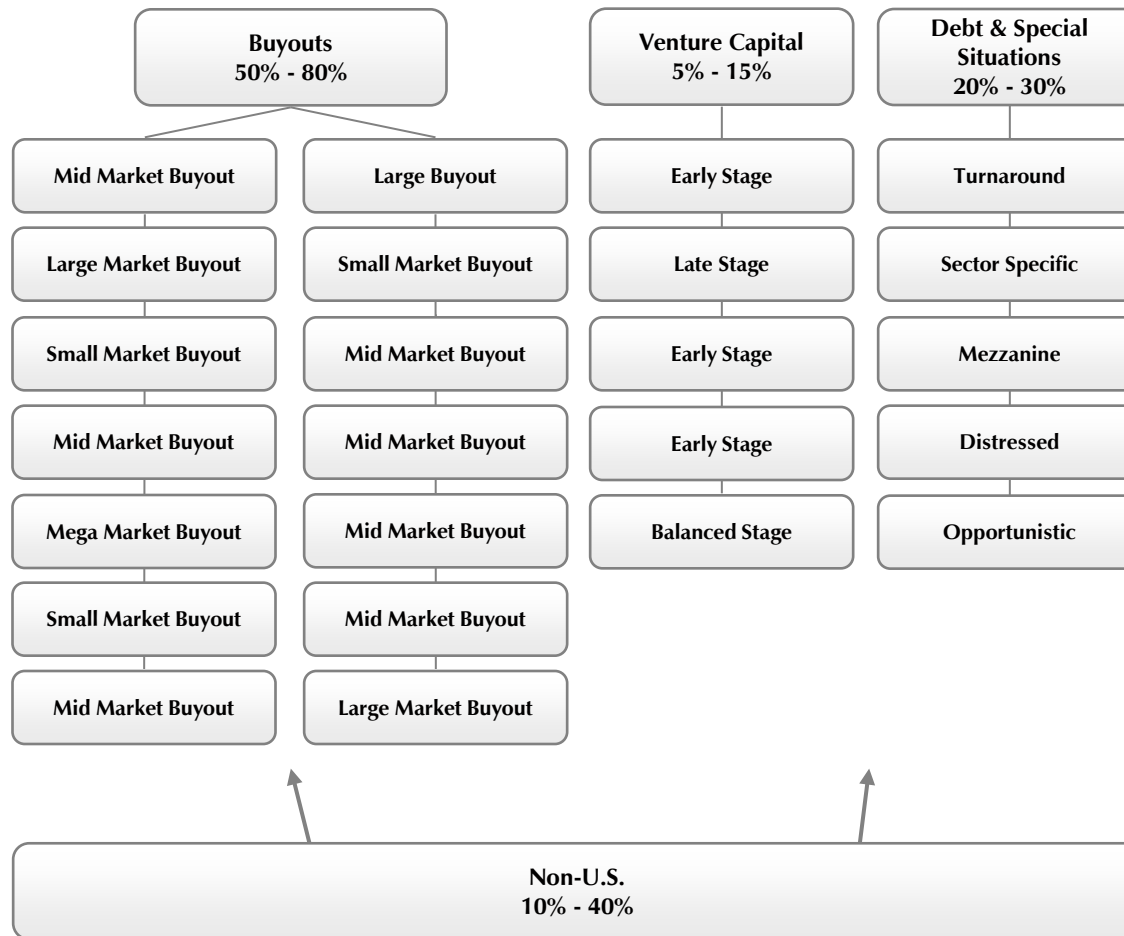 Buyouts
50% - 80%
Venture Capital
5% - 15%
Debt & Special
Situations
20% - 30%
Mid Market Buyout
Large Market Buyout
Small Market Buyout
Mid Market Buyout
Mega Market Buyout
Small Market Buyout
Mid Market Buyout
Large Buyout
Small Market Buyout
Mid Market Buyout
Mid Market Buyout
Mid Market Buyout
Mid Market Buyout
Large Market Buyout
Early Stage
Late Stage
Early Stage
Early Stage
Balanced Stage
Turnaround
Sector Specific
Mezzanine
Distressed
Opportunistic
Non-U.S.
10% - 40%